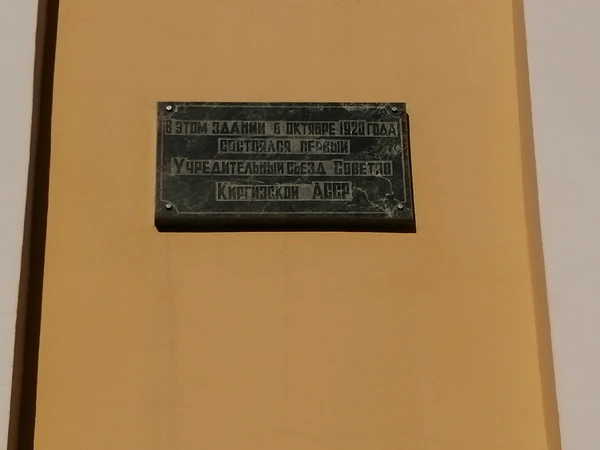 В ЭТОМ ЗДАНИИ В ОКТЯБРЕ 1920 ГОДА
СОСТОЯЛСЯ ПЕРВЫЙ
УЧРЕДИТЕЛЬНЫЙ СЪЕЗД СОВЕТОВ
КИРГИЗСКОЙ АССР